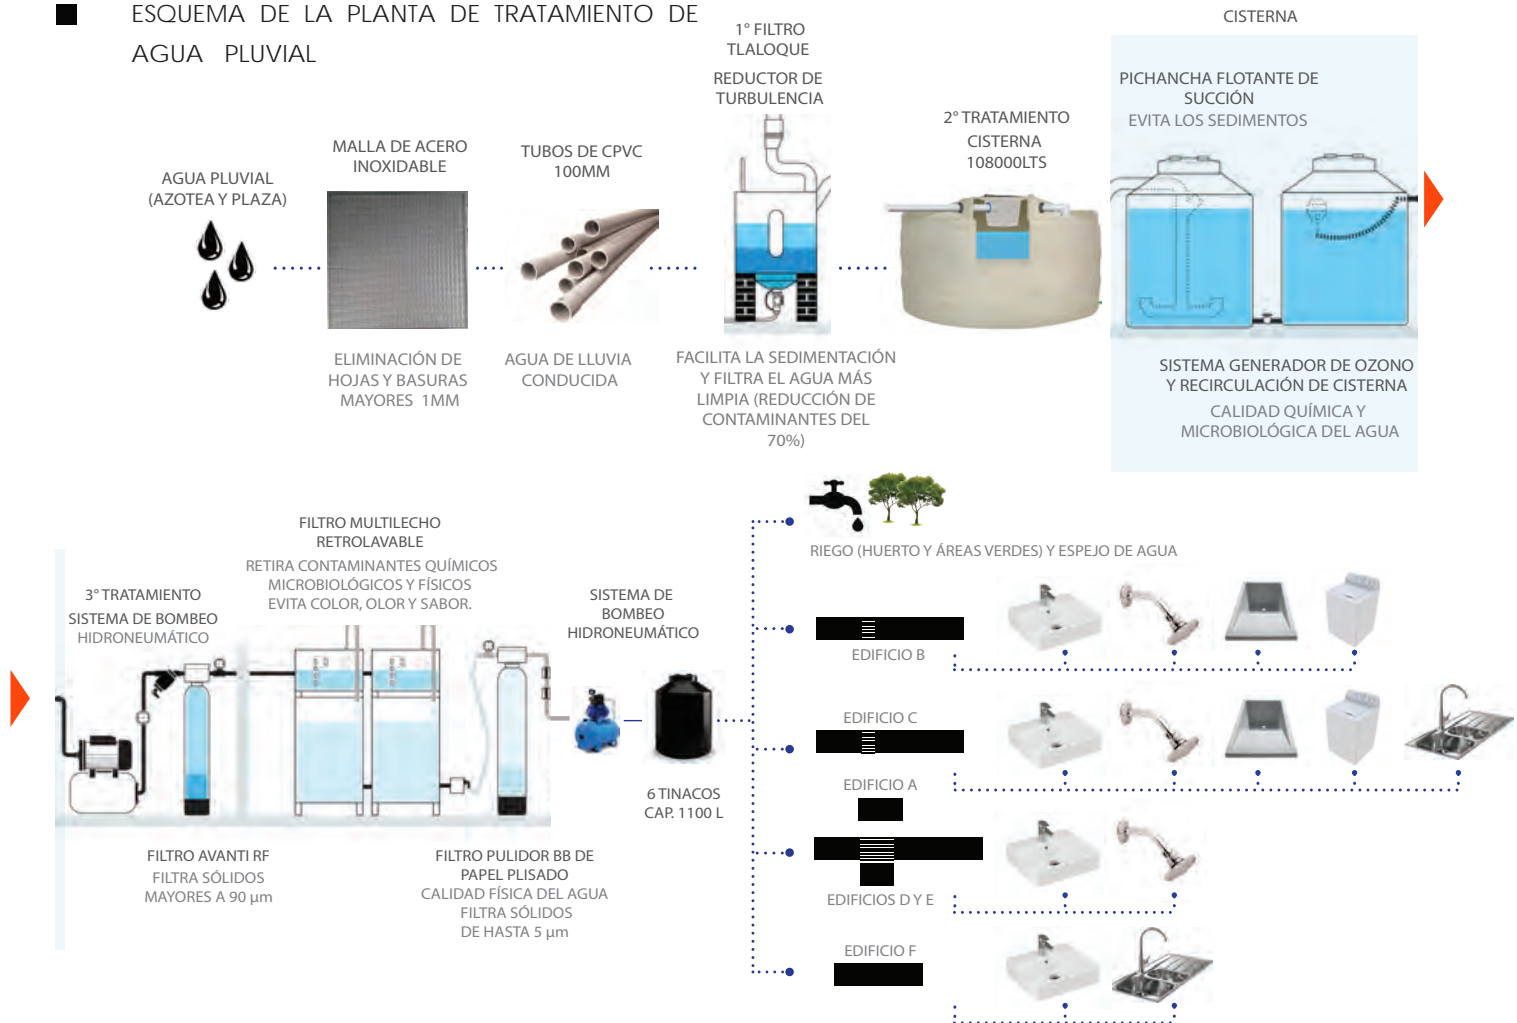 ESQUEMA DE LA PLANTA DE TRATAMIENTO DE
AGUA PLUVIAL
AGUA PLUVIAL
(AZOTEA Y PLAZA)
MALLA DE ACERO
INOXIDABLE
ELIMINACIÓN DE
HOJAS Y BASURAS
MAYORES 1MM
TUBOS DE CPVC
100MM
AGUA DE LLUVIA
CONDUCIDA
1° FILTRO
TLALOQUE
REDUCTOR DE
TURBULENCIA
FACILITA LA SEDIMENTACIÓN
Y FILTRA EL AGUA MÁS
LIMPIA (REDUCCIÓN DE
CONTAMINANTES DEL
70%)
2° TRATAMIENTO
CISTERNA
108000LTS
CISTERNA
PICHANCHA FLOTANTE DE
SUCCIÓN
EVITA LOS SEDIMENTOS
SISTEMA GENERADOR DE OZONO
Y RECIRCULACIÓN DE CISTERNA
CALIDAD QUÍMICA Y
MICROBIOLÓGICA DEL AGUA
3° TRATAMIENTO
SISTEMA DE BOMBEO
HIDRONEUMÁTICO
FILTRO AVANTI RF
FILTRA SÓLIDOS
MAYORES A 90 µm
FILTRO MULTILECHO
RETROLAVABLE
RETIRA CONTAMINANTES QUÍMICOS
MICROBIOLÓGICOS Y FÍSICOS
EVITA COLOR, OLOR Y SABOR.
FILTRO PULIDOR BB DE
PAPEL PLISADO
CALIDAD FÍSICA DEL AGUA
FILTRA SÓLIDOS
DE HASTA 5 µm
SISTEMA DE
BOMBEO
HIDRONEUMÁTICO
6 TINACOS
CAP. 1100 L
RIEGO (HUERTO Y ÁREAS VERDES) Y ESPEJO DE AGUA
EDIFICIO B
EDIFICIO C
EDIFICIO A
EDIFICIOS D Y E
EDIFICIO F